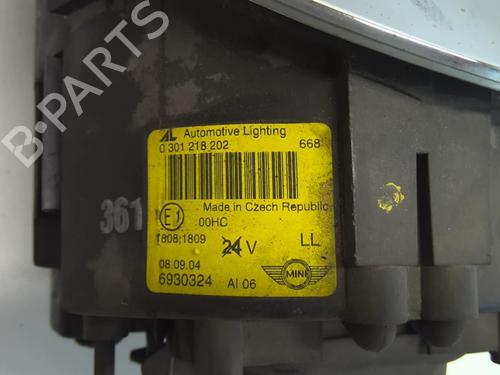 B-PARTS
AL Automotive Lighting
0 301 218 202 668
Made in Czech Republic
E1 00HC
1808,1809 24 V LL
08.09.04
6930324 AI 06 MINI
361